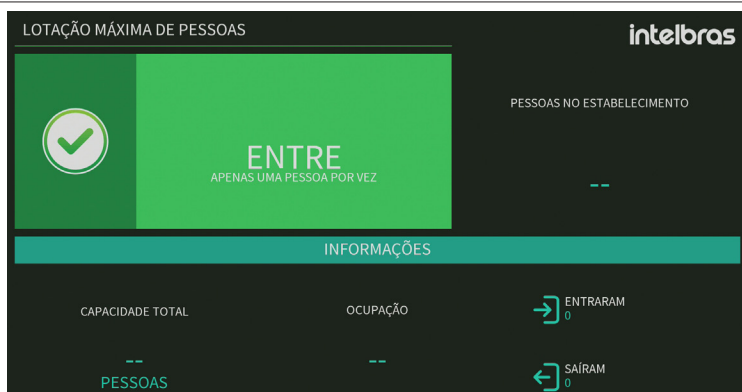 LOTAÇÃO MÁXIMA DE PESSOAS
intelbras
PESSOAS NO ESTABELECIMENTO
--
ENTRE
APENAS UMA PESSOA POR VEZ
INFORMAÇÕES
CAPACIDADE TOTAL
--
PESSOAS
OCUPAÇÃO
--
ENTRARAM
0
SAÍRAM
0